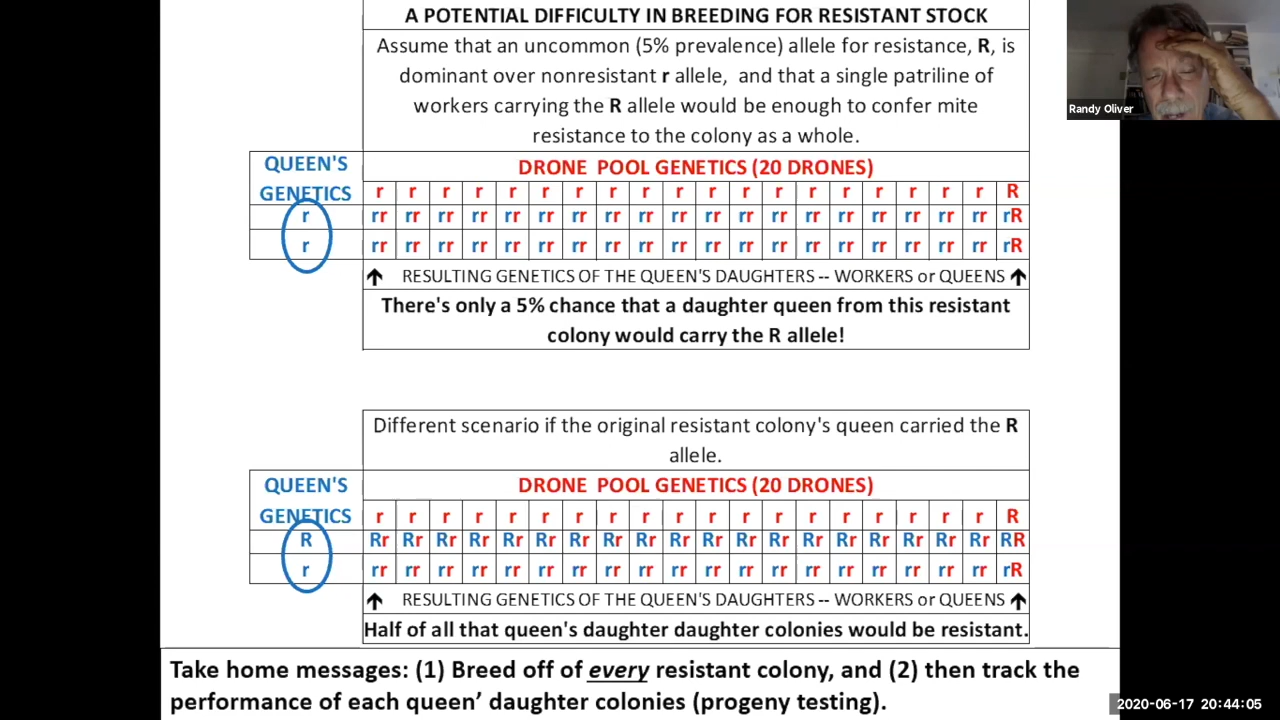 A POTENTIAL DIFFICULTY IN BREEDING FOR RESISTANT STOCK
Assume that an uncommon (5% prevalence) allele for resistance, R, is
dominant over nonresistant r allele, and that a single patriline of
workers carrying the R allele would be enough to confer mite
resistance to the colony as a whole.
Randy Oliver
QUEEN'S
GENETICS
DRONE POOL GENETICS (20 DRONES)
r r r r r r r r r r r r r r r r r r r R
r rr rr rr rr rr rr rr rr rr rr rr rr rr rr rr rr rr rr rr rR
r rr rr rr rr rr rr rr rr rr rr rr rr rr rr rr rr rr rr rr rR
RESULTING GENETICS OF THE QUEEN'S DAUGHTERS -- WORKERS or QUEENS
There's only a 5% chance that a daughter queen from this resistant
colony would carry the R allele!
Different scenario if the original resistant colony's queen carried the R
allele.
QUEEN'S
GENETICS
DRONE POOL GENETICS (20 DRONES)
r r r r r r r r r r r r r r r r r r r R
R Rr Rr Rr Rr Rr Rr Rr Rr Rr Rr Rr Rr Rr Rr Rr Rr Rr Rr Rr RR
r rr rr rr rr rr rr rr rr rr rr rr rr rr rr rr rr rr rr rr rR
RESULTING GENETICS OF THE QUEEN'S DAUGHTERS -- WORKERS or QUEENS
Half of all that queen's daughter daughter colonies would be resistant.
Take home messages: (1) Breed off of every resistant colony, and (2) then track the
performance of each queen’ daughter colonies (progeny testing).
2020-06-17 20:44:05